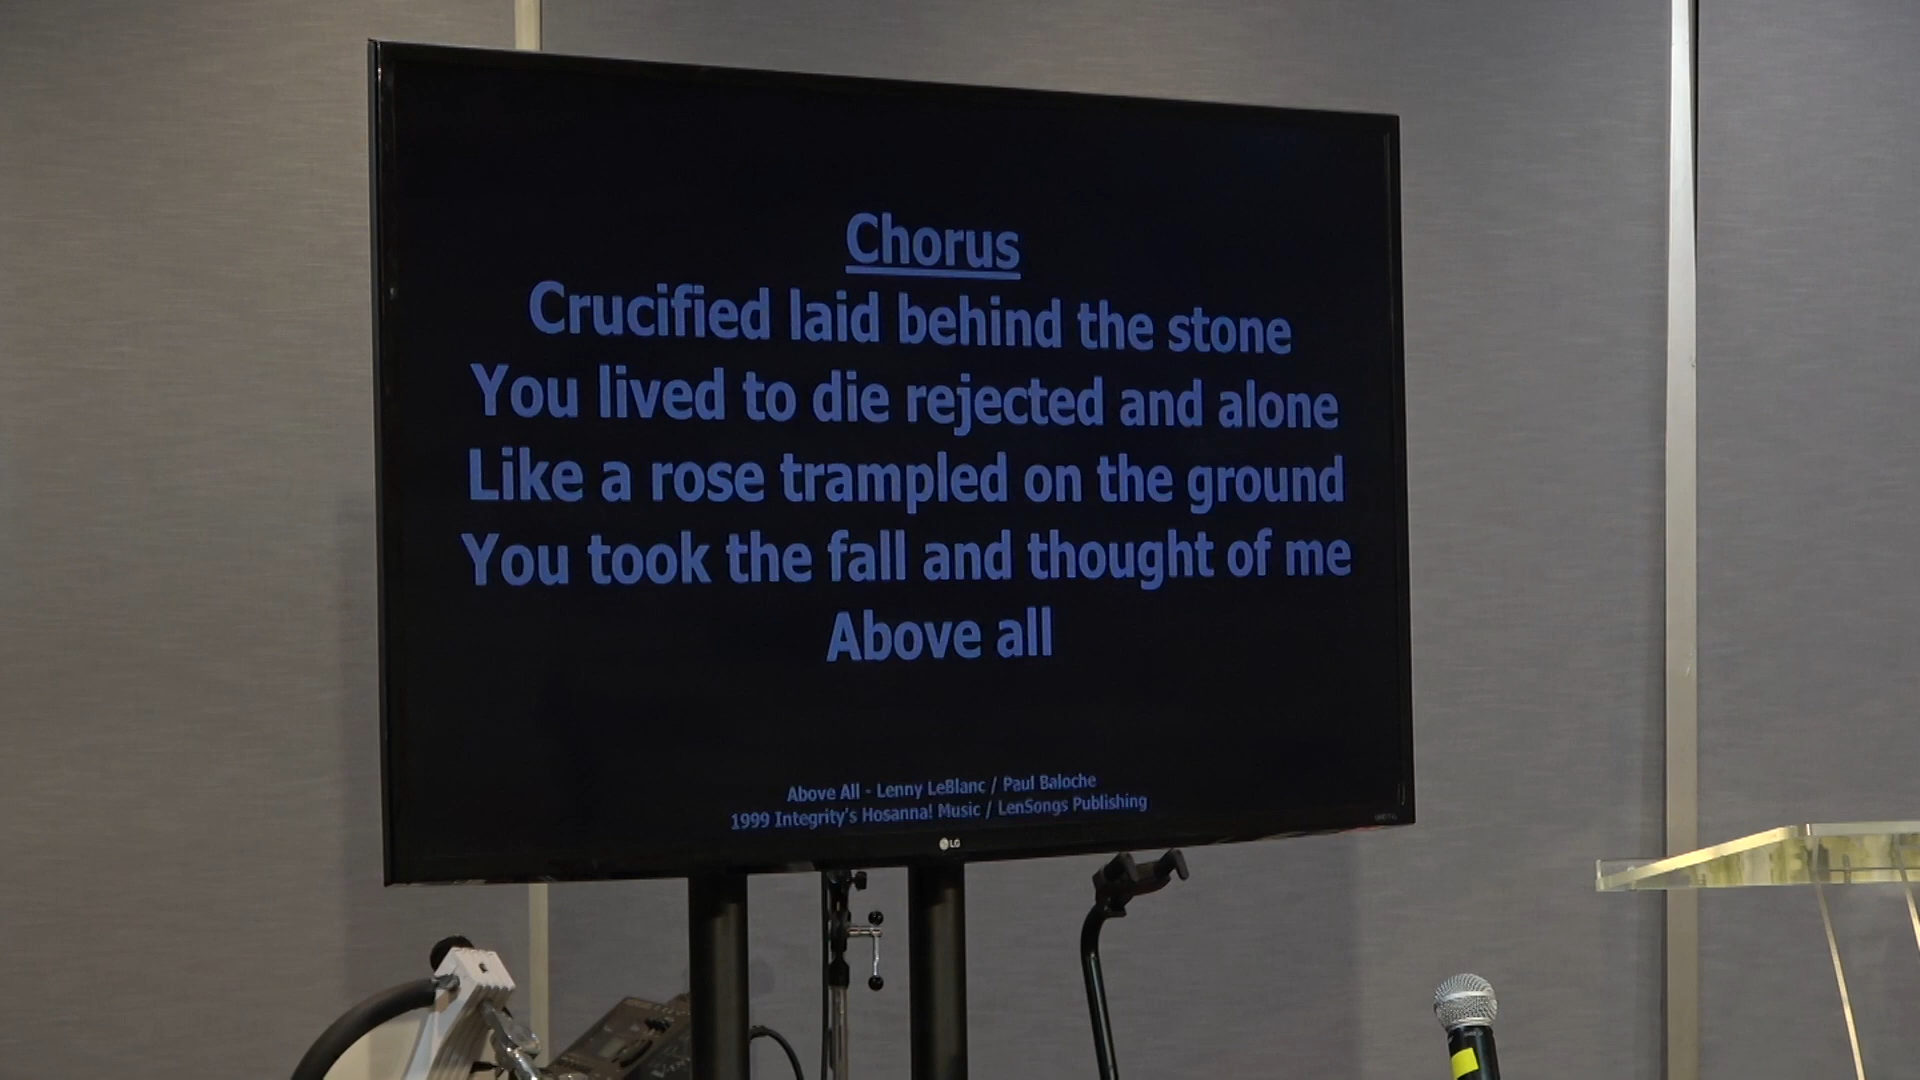 Chorus
Crucified laid behind the stone
You lived to die rejected and alone
Like a rose trampled on the ground
You took the fall and thought of me
Above all
Above All - Lenny LeBlanc / Paul Baloche
1999 Integrity's Hosanna! Music / LenSongs Publishing
LG